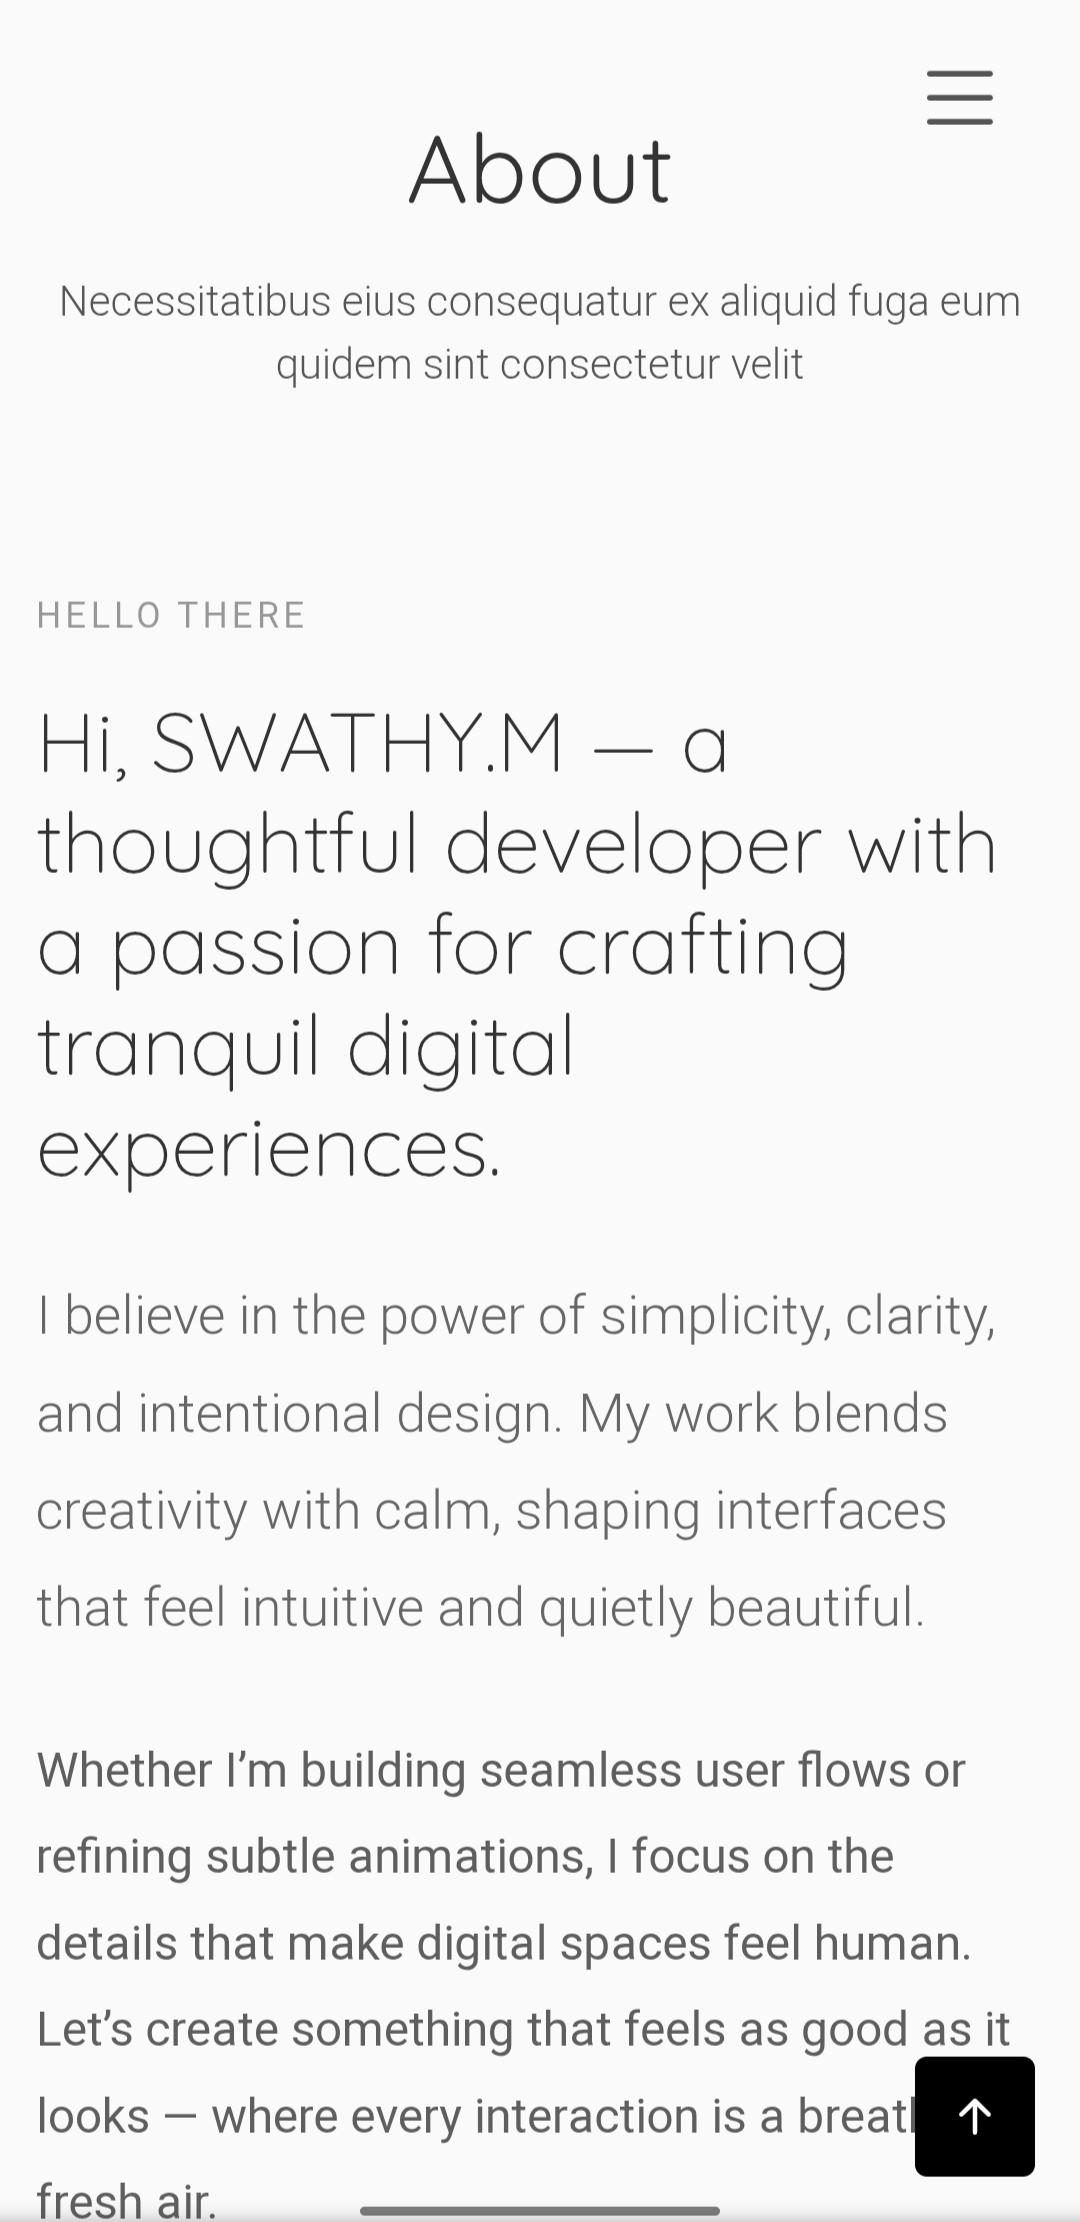 About
Necessitatibus eius consequatur ex aliquid fuga eum
quidem sint consectetur velit
HELLO THERE
Hi, SWATHY.M — a
thoughtful developer with
a passion for crafting
tranquil digital
experiences.
I believe in the power of simplicity, clarity,
and intentional design. My work blends
creativity with calm, shaping interfaces
that feel intuitive and quietly beautiful.
Whether I’m building seamless user flows or
refining subtle animations, I focus on the
details that make digital spaces feel human.
Let’s create something that feels as good as it
looks — where every interaction is a
fresh air.